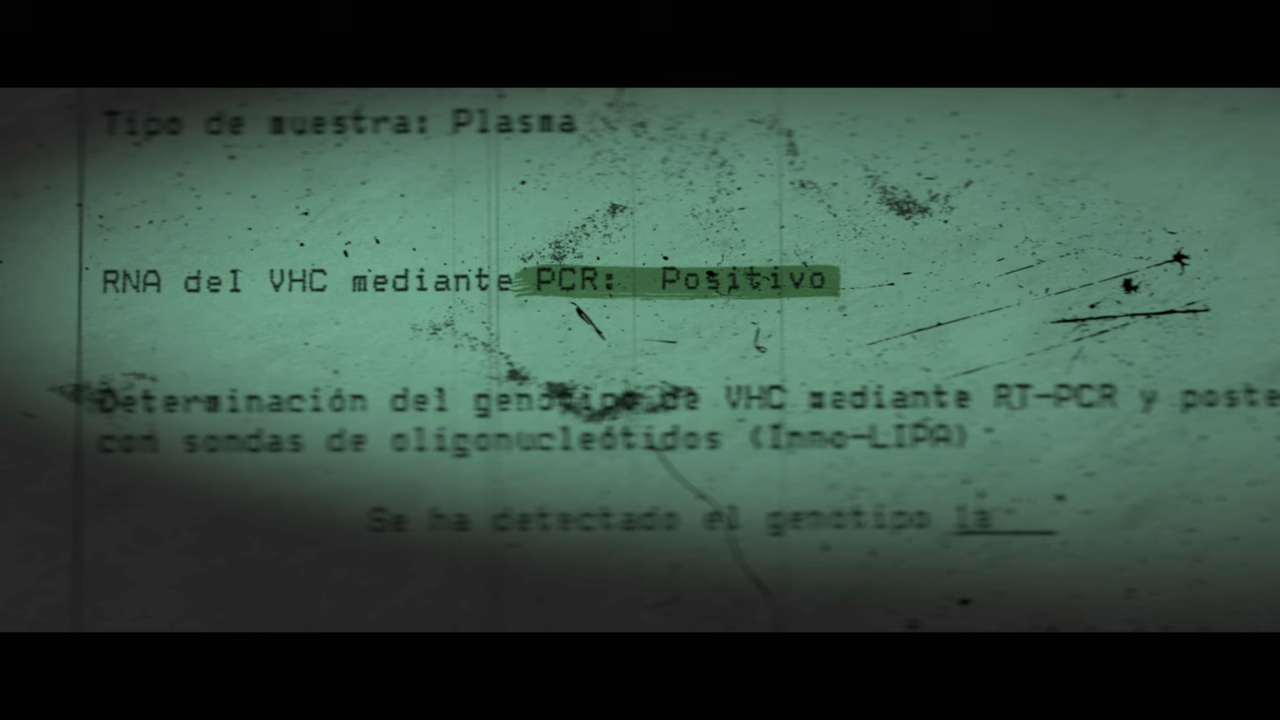 Tipo de muestra: Plasma
RNA del VHC mediante PCR: Positivo
Determinación del genotipo de VHC mediante RT-PCR y poste
con sondas de oligonucleótidos (Inno-LIPA)
Se ha detectado el genotipo 1a